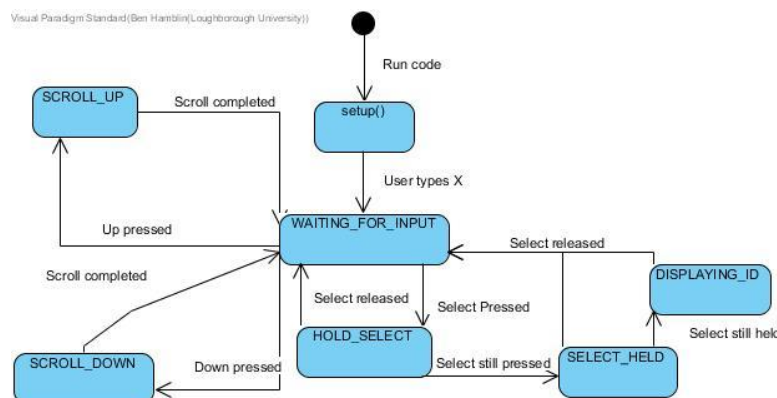 Visual Paradigm Standard(Ben Hamblin(Loughborough University))
Run code
SCROLL_UP
Scroll completed
setup()
User types X
WAITING_FOR_INPUT
Up pressed
Select released
Scroll completed
DISPLAYING_ID
Select released
Select Pressed
HOLD_SELECT
Select still held
SCROLL_DOWN
Down pressed
Select still pressed
SELECT_HELD